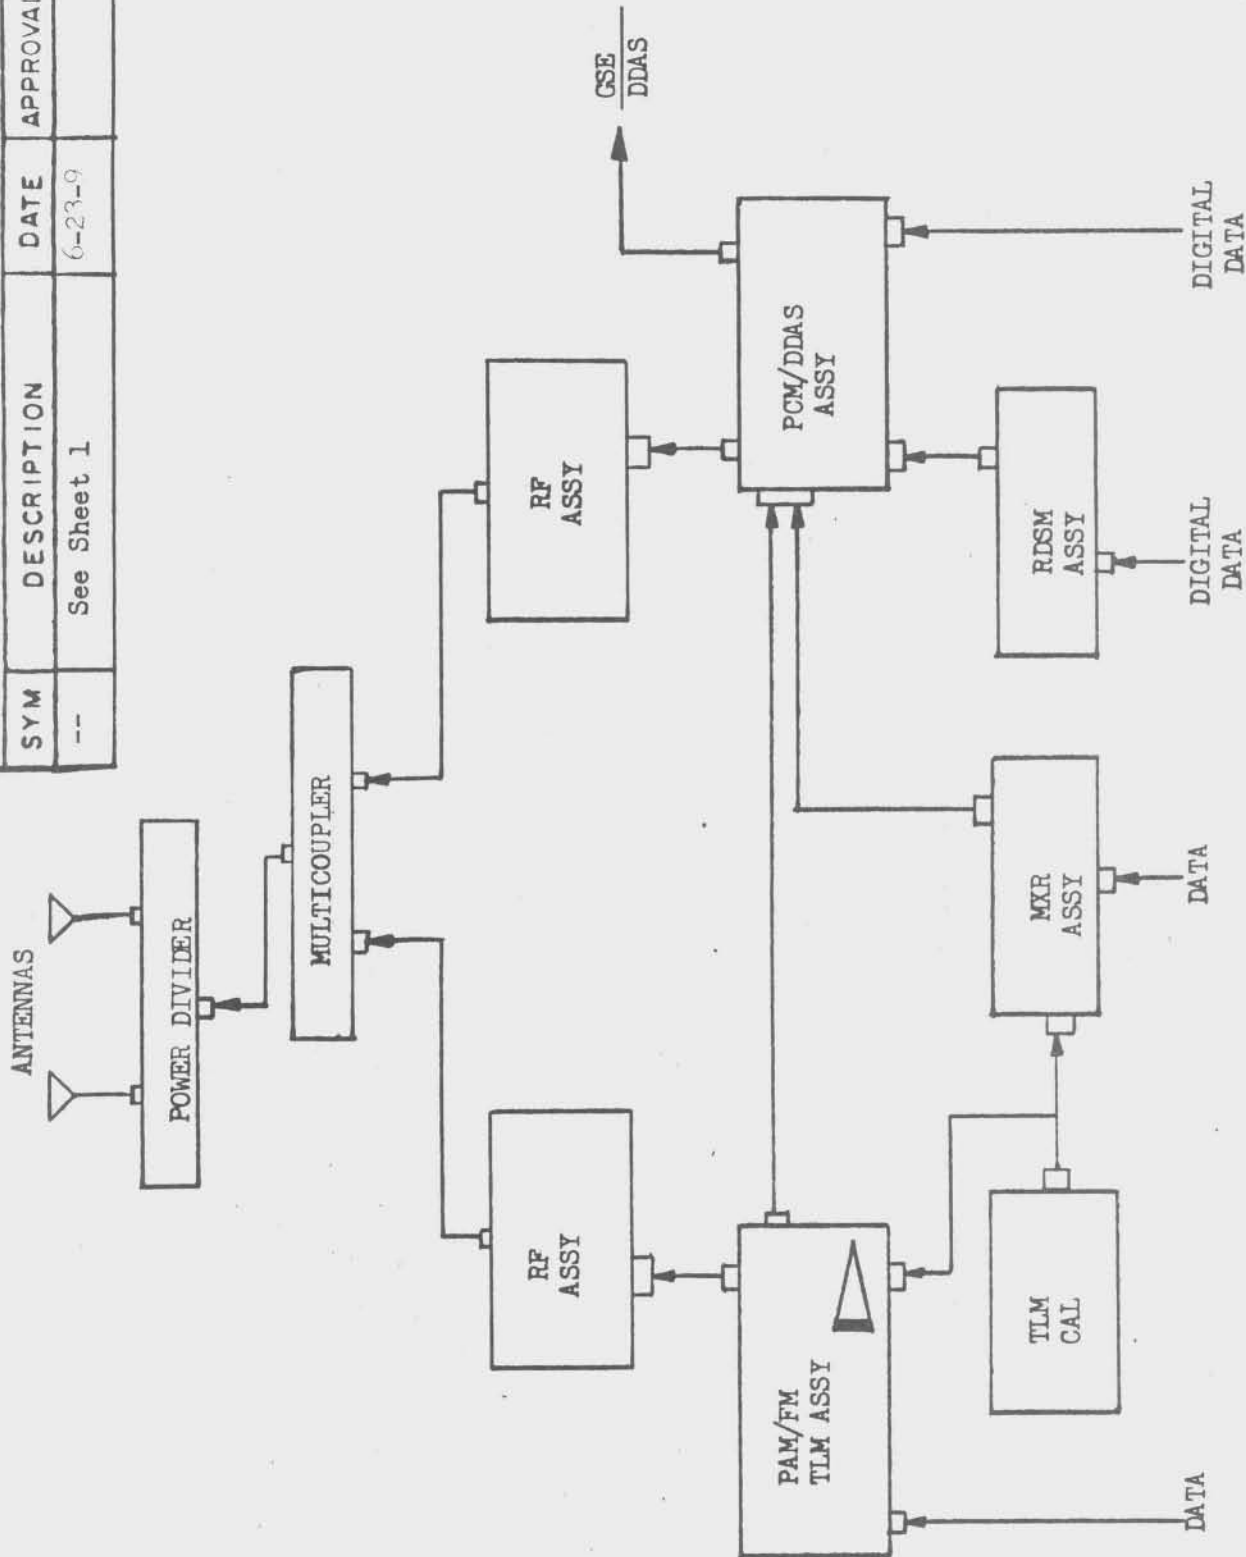 SYM DESCRIPTION DATE APPROVAL
-- See Sheet 1 6-23-9
ANTENNAS
POWER DIVIDER
MULTICOUPLER
RF
ASSY
RF
ASSY
GSE
DDAS
PAM/FM
TLM ASSY
PCM/DDAS
ASSY
TLM
CAL
MXR
ASSY
RDSM
ASSY
DATA
DATA
DIGITAL
DATA
DIGITAL
DATA